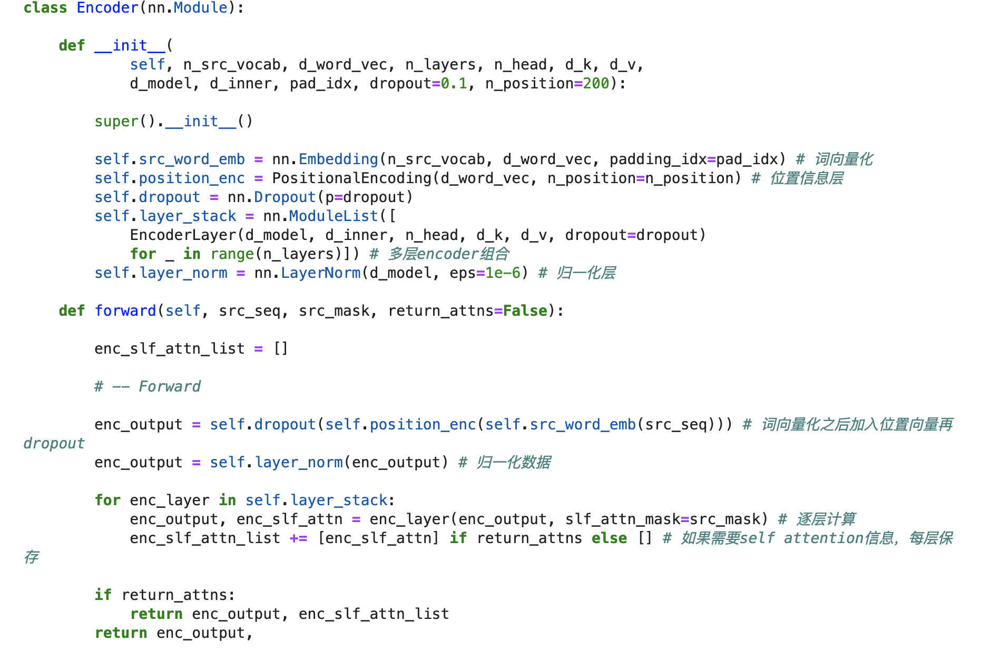 class Encoder(nn.Module):
    def __init__(
            self, n_src_vocab, d_word_vec, n_layers, n_head, d_k, d_v,
            d_model, d_inner, pad_idx, dropout=0.1, n_position=200):
        super().__init__()
        self.src_word_emb = nn.Embedding(n_src_vocab, d_word_vec, padding_idx=pad_idx) # 词向量化
        self.position_enc = PositionalEncoding(d_word_vec, n_position=n_position) # 位置信息层
        self.dropout = nn.Dropout(p=dropout)
        self.layer_stack = nn.ModuleList([
            EncoderLayer(d_model, d_inner, n_head, d_k, d_v, dropout=dropout)
            for _ in range(n_layers)]) # 多层encoder组合
        self.layer_norm = nn.LayerNorm(d_model, eps=1e-6) # 归一化层
    def forward(self, src_seq, src_mask, return_attns=False):
        enc_slf_attn_list = []
        # -- Forward
        enc_output = self.dropout(self.position_enc(self.src_word_emb(src_seq))) # 词向量化之后加入位置向量再
dropout
        enc_output = self.layer_norm(enc_output) # 归一化数据
        for enc_layer in self.layer_stack:
            enc_output, enc_slf_attn = enc_layer(enc_output, slf_attn_mask=src_mask) # 逐层计算
            enc_slf_attn_list += [enc_slf_attn] if return_attns else [] # 如果需要self attention信息，每层保
存
        if return_attns:
            return enc_output, enc_slf_attn_list
        return enc_output,